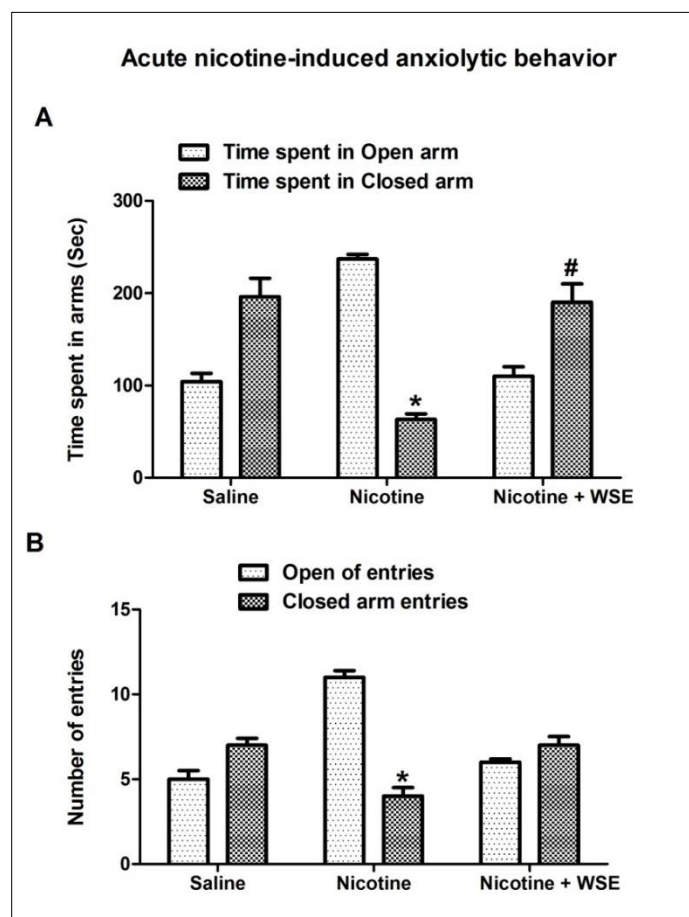 Acute nicotine-induced anxiolytic behavior
A
Time spent in Open arm
Time spent in Closed arm
Time spent in arms (Sec)
300
200
100
0
*
#
Saline Nicotine Nicotine + WSE
B
Open of entries
Closed arm entries
Number of entries
15
10
5
0
*
Saline Nicotine Nicotine + WSE